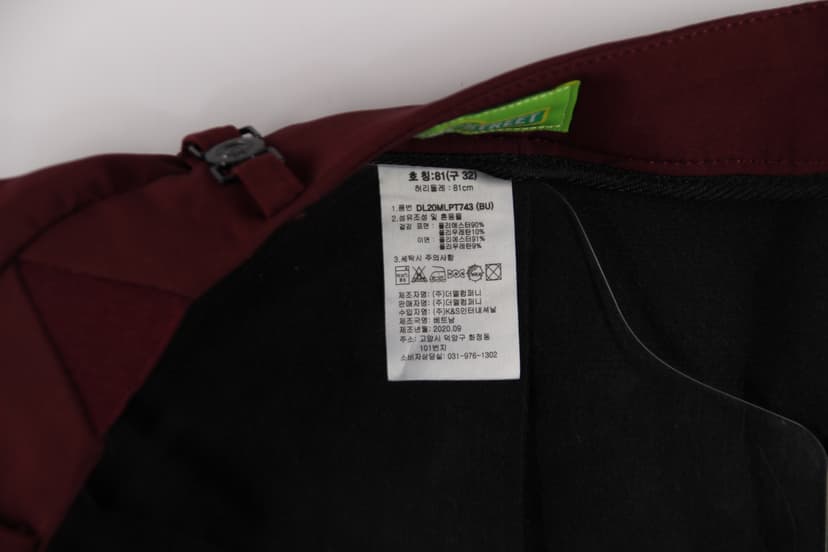 STREET
호 칭:81(구 32)
허리둘레 : 81cm
1.품번 DL20MLPT743 (BU)
2.섬유조성 및 혼용율
겉감 표면 : 폴리에스터90%
폴리우레탄10%
이면 : 폴리에스터91%
폴리우레탄9%
3.세탁시 주의사항
제조자명: (주)더엘컴퍼니
판매자명: (주)더엘컴퍼니
수입자명: (주)K&S인터내셔날
제조국명: 베트남
제조년월: 2020.09
주소: 고양시 덕양구 화정동
101번지
소비자상담실: 031-976-1302